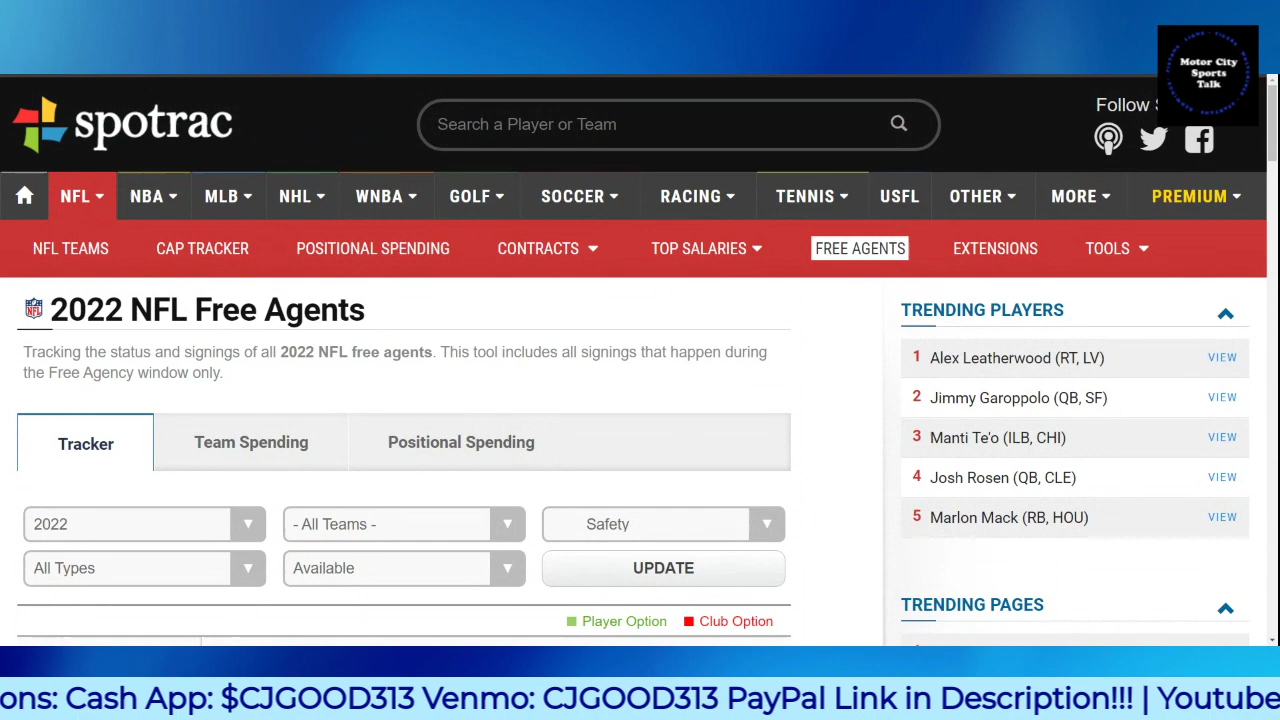 Motor City
Sports
Talk
spotrac
Search a Player or Team
Follow
NFL NBA MLB NHL WNBA GOLF SOCCER RACING TENNIS USFL OTHER MORE PREMIUM
NFL TEAMS CAP TRACKER POSITIONAL SPENDING CONTRACTS TOP SALARIES FREE AGENTS EXTENSIONS TOOLS
2022 NFL Free Agents
Tracking the status and signings of all 2022 NFL free agents. This tool includes all signings that happen during
the Free Agency window only.
Tracker Team Spending Positional Spending
2022 - All Teams - Safety
All Types Available UPDATE
Player Option Club Option
TRENDING PLAYERS
1 Alex Leatherwood (RT, LV) VIEW
2 Jimmy Garoppolo (QB, SF) VIEW
3 Manti Te'o (ILB, CHI) VIEW
4 Josh Rosen (QB, CLE) VIEW
5 Marlon Mack (RB, HOU) VIEW
TRENDING PAGES
ons: Cash App: $CJGOOD313 Venmo: CJGOOD313 PayPal Link in Description!!! | Youtube